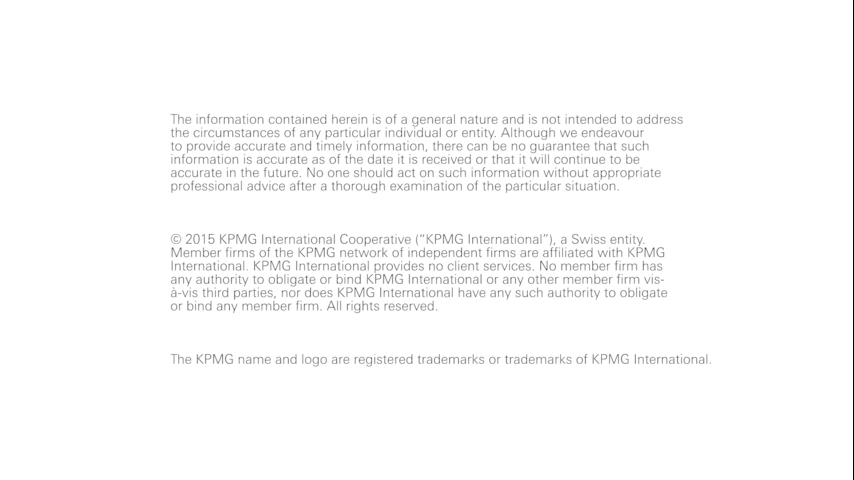 The information contained herein is of a general nature and is not intended to address
the circumstances of any particular individual or entity. Although we endeavour
to provide accurate and timely information, there can be no guarantee that such
information is accurate as of the date it is received or that it will continue to be
accurate in the future. No one should act on such information without appropriate
professional advice after a thorough examination of the particular situation.
© 2015 KPMG International Cooperative (“KPMG International”), a Swiss entity.
Member firms of the KPMG network of independent firms are affiliated with KPMG
International. KPMG International provides no client services. No member firm has
any authority to obligate or bind KPMG International or any other member firm vis-
à-vis third parties, nor does KPMG International have any such authority to obligate
or bind any member firm. All rights reserved.
The KPMG name and logo are registered trademarks or trademarks of KPMG International.